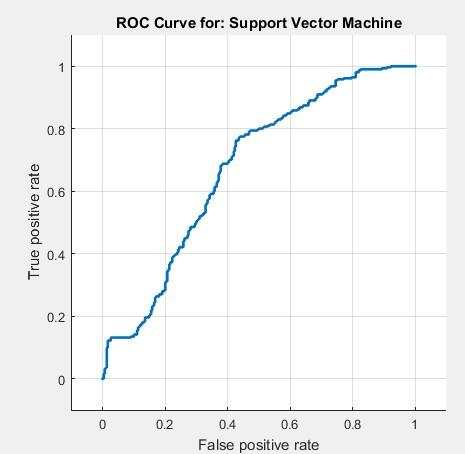 ROC Curve for: Support Vector Machine
1
0.8
0.6
0.4
0.2
0
True positive rate
0 0.2 0.4 0.6 0.8 1
False positive rate